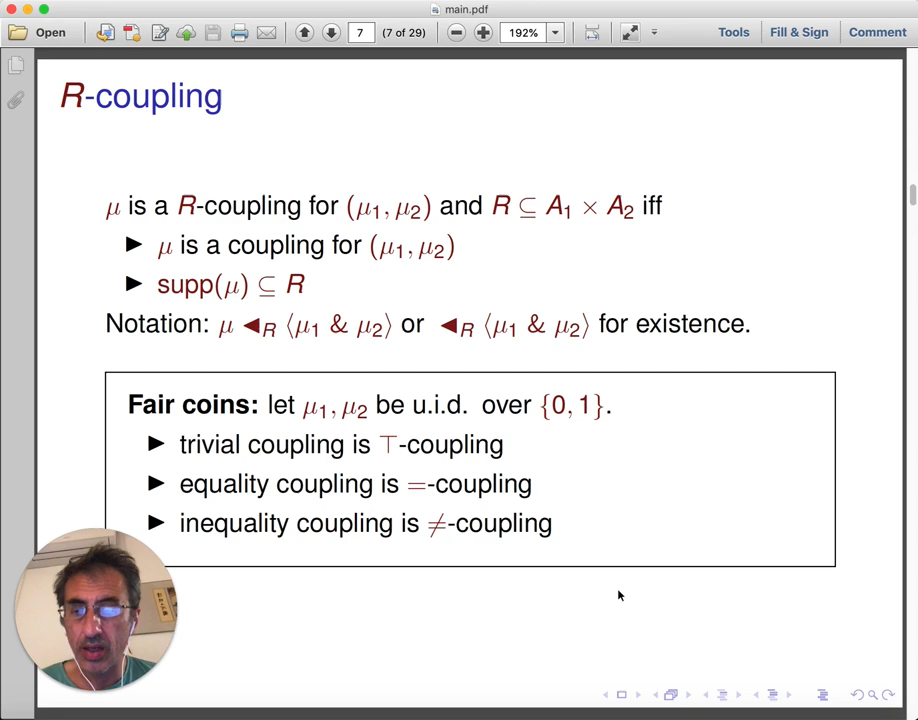 main.pdf
Open 7 (7 of 29) 192% Tools Fill & Sign Comment
R-coupling
μ is a R-coupling for (μ₁, μ₂) and R ⊆ A₁ × A₂ iff
▶ μ is a coupling for (μ₁, μ₂)
▶ supp(μ) ⊆ R
Notation: μ ◀_R ⟨μ₁ & μ₂⟩ or ◀_R ⟨μ₁ & μ₂⟩ for existence.
Fair coins: let μ₁, μ₂ be u.i.d. over {0, 1}.
▶ trivial coupling is ⊤-coupling
▶ equality coupling is =-coupling
▶ inequality coupling is ≠-coupling